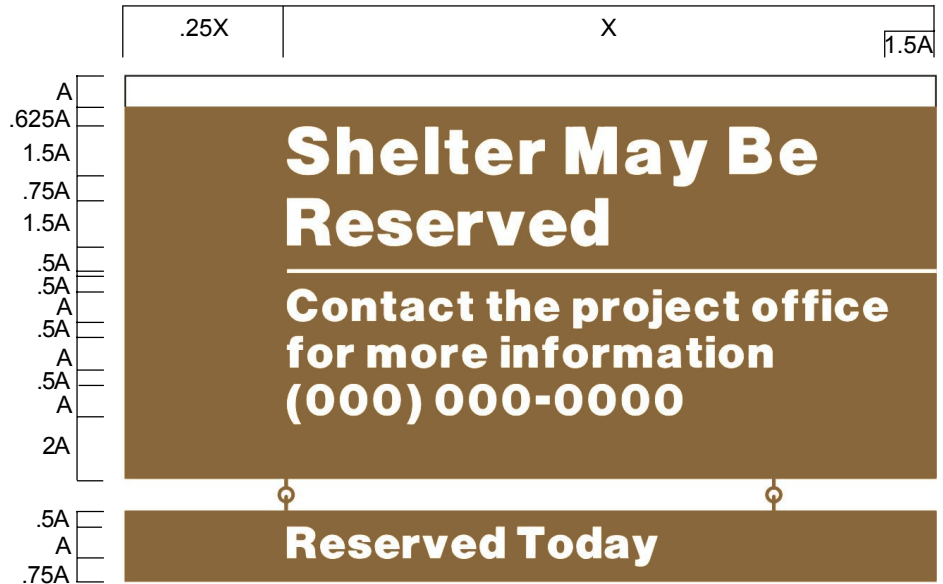 .25X X
1.5A
A
.625A
1.5A
.75A
1.5A
.5A
.5A
A
.5A
A
.5A
A
2A
Shelter May Be
Reserved
Contact the project office
for more information
(000) 000-0000
.5A
A
.75A
Reserved Today